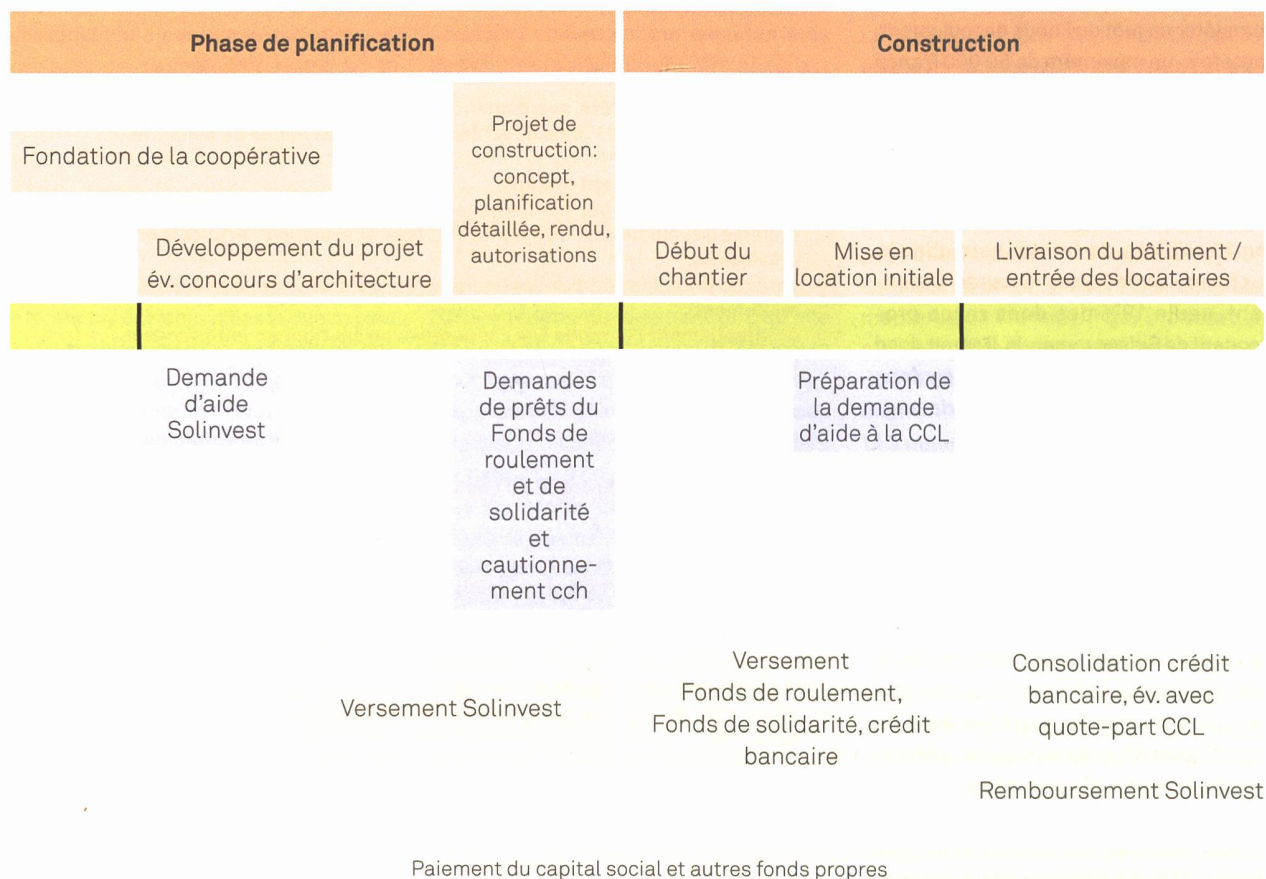 Phase de planification
Construction
Fondation de la coopérative
Projet de
construction:
concept,
planification
détaillée, rendu,
autorisations
Développement du projet
év. concours d'architecture
Début du
chantier
Mise en
location initiale
Livraison du bâtiment /
entrée des locataires
Demande
d'aide
Solinvest
Demandes
de prêts du
Fonds de
roulement
et de
solidarité
et
cautionne-
ment cch
Préparation de
la demande
d'aide à la CCL
Versement Solinvest
Versement
Fonds de roulement,
Fonds de solidarité, crédit
bancaire
Consolidation crédit
bancaire, év. avec
quote-part CCL
Remboursement Solinvest
Paiement du capital social et autres fonds propres